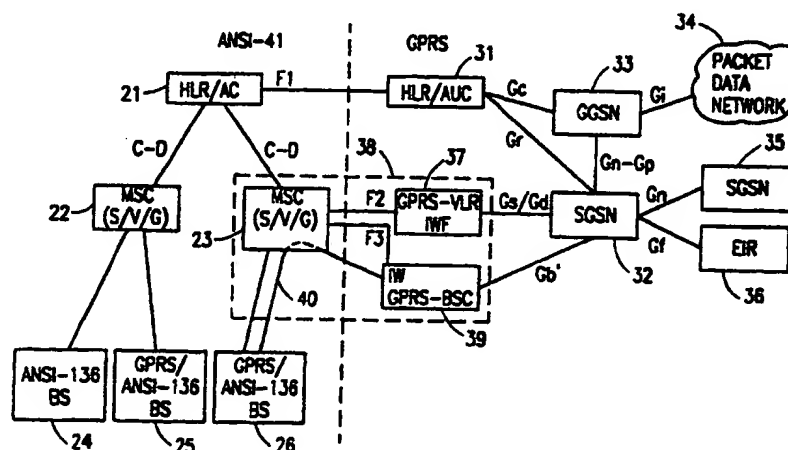 ANSI-41
GPRS
34
21
HLR/AC
F1
31
HLR/AUC
Gc
33
GGSN
Gi
PACKET
DATA
NETWORK
C-D
C-D
Gr
Gn-Gp
38
37
35
22
MSC
(S/V/G)
23
MSC
(S/V/G)
F2
F3
GPRS-VLR
IWF
Gs/Gd
SGSN
32
Gn
SGSN
Gf
EIR
36
40
IW
GPRS-BSC
39
Gb'
ANSI-136
BS
24
GPRS/
ANSI-136
BS
25
GPRS/
ANSI-136
BS
26